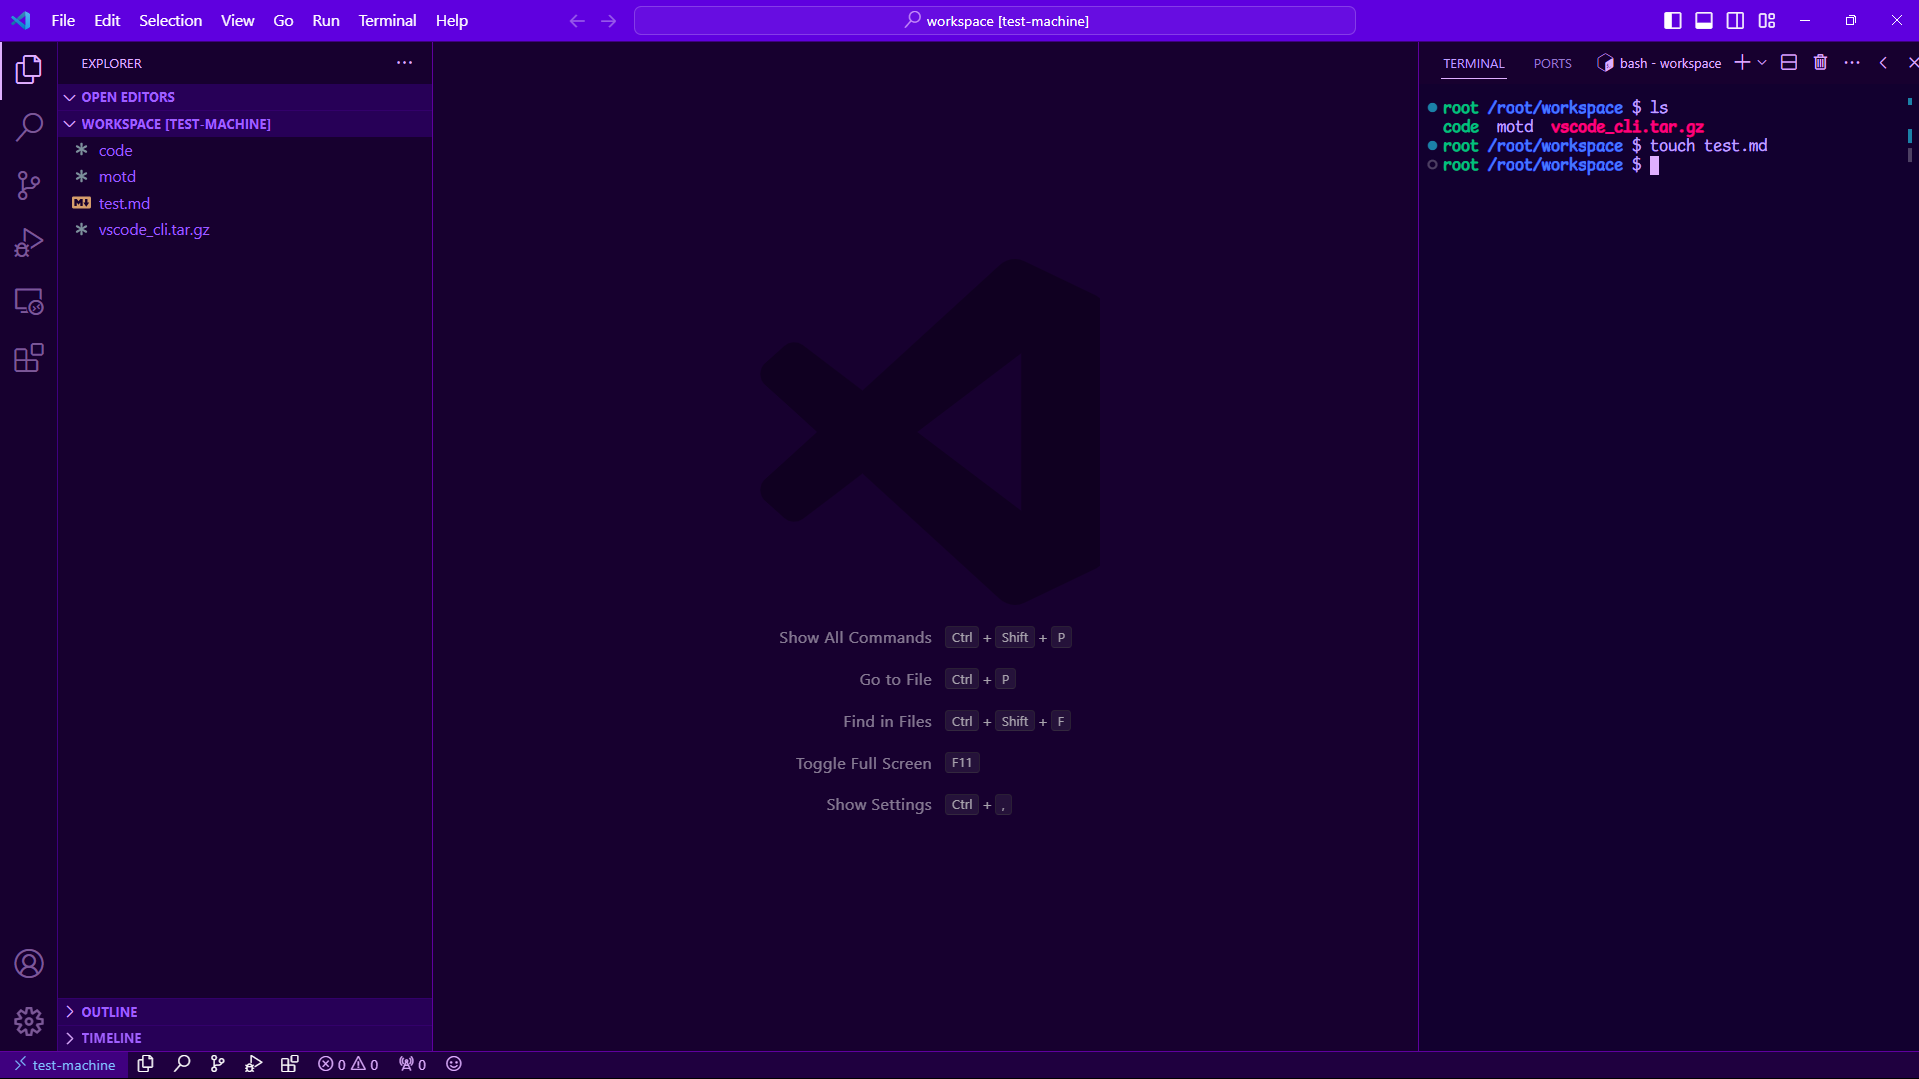 File Edit Selection View Go Run Terminal Help
workspace [test-machine]
EXPLORER
OPEN EDITORS
WORKSPACE [TEST-MACHINE]
code
motd
test.md
vscode_cli.tar.gz
OUTLINE
TIMELINE
Show All Commands Ctrl + Shift + P
Go to File Ctrl + P
Find in Files Ctrl + Shift + F
Toggle Full Screen F11
Show Settings Ctrl + ,
TERMINAL PORTS bash - workspace
root /root/workspace $ ls
code motd vscode_cli.tar.gz
root /root/workspace $ touch test.md
root /root/workspace $
test-machine 0 0 0